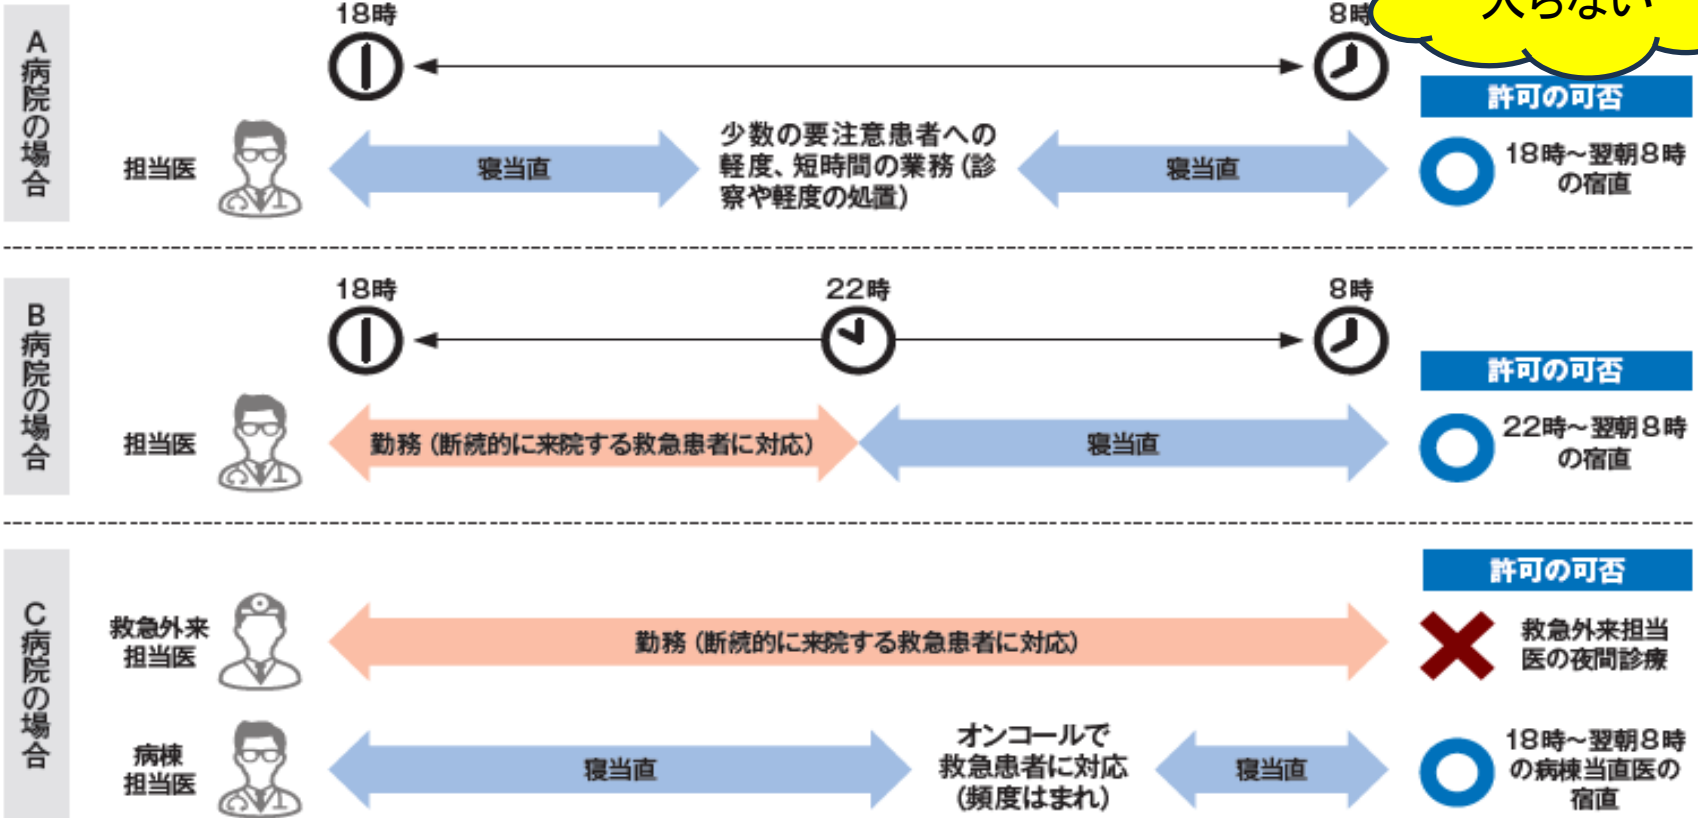 18時
8時
入らない
A病院の場合
許可の可否
担当医
寝当直
少数の要注意患者への
軽度、短時間の業務(診
察や軽度の処置)
寝当直
18時〜翌朝8時
の宿直
18時
22時
8時
B病院の場合
許可の可否
担当医
勤務(断続的に来院する救急患者に対応)
寝当直
22時〜翌朝8時
の宿直
C病院の場合
許可の可否
救急外来
担当医
勤務(断続的に来院する救急患者に対応)
救急外来担当
医の夜間診療
病棟
担当医
寝当直
オンコールで
救急患者に対応
(頻度はまれ)
寝当直
18時〜翌朝8時
の病棟当直医の
宿直